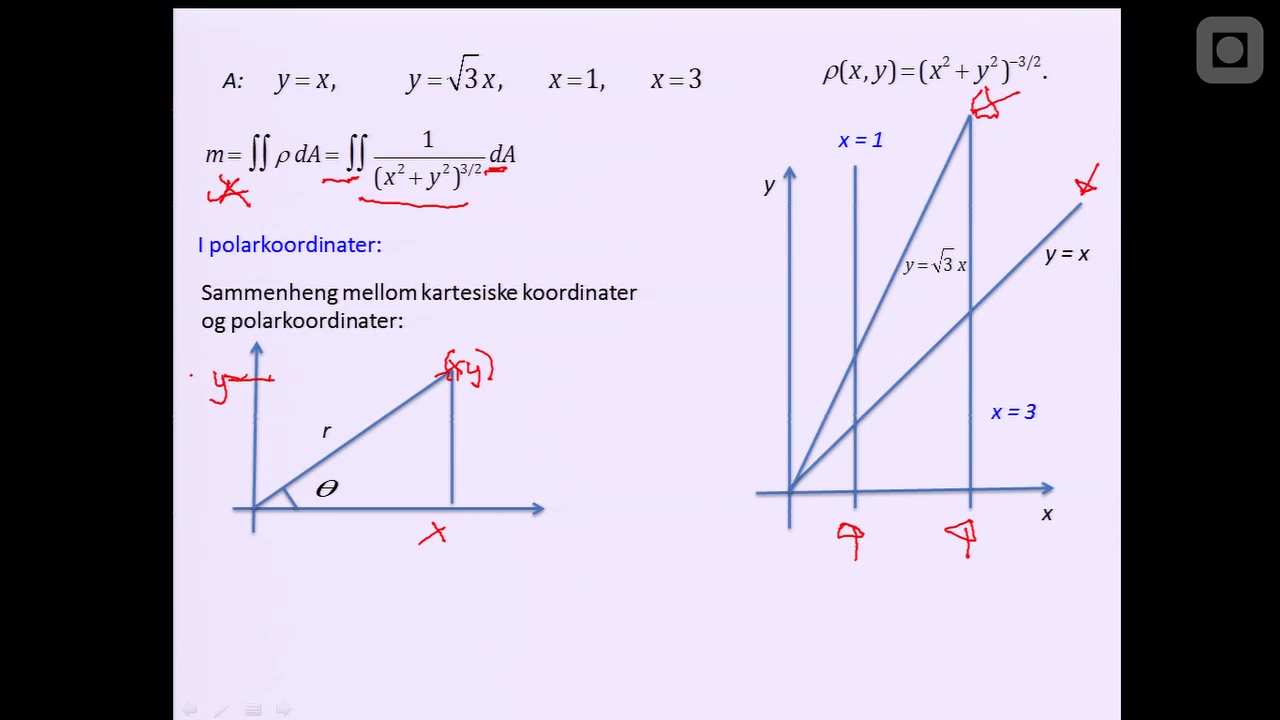 A: y = x, y = √3 x, x = 1, x = 3
ρ(x, y) = (x² + y²)^−3/2.
m = ∬ ρ dA = ∬ 1/(x² + y²)^3/2 dA
I polarkoordinater:
Sammenheng mellom kartesiske koordinater
og polarkoordinater:
y
(x,y)
r
θ
x
x = 1
y
y = √3 x
y = x
x = 3
x